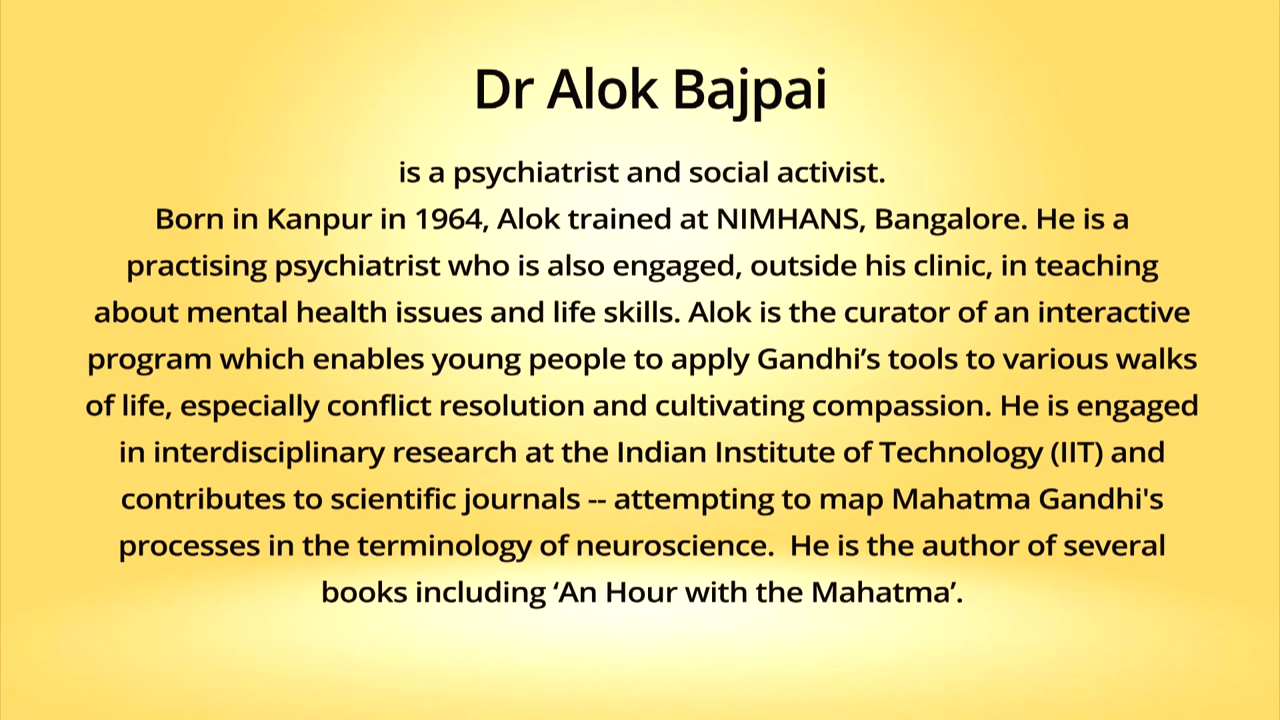 Dr Alok Bajpai
is a psychiatrist and social activist.
Born in Kanpur in 1964, Alok trained at NIMHANS, Bangalore. He is a
practising psychiatrist who is also engaged, outside his clinic, in teaching
about mental health issues and life skills. Alok is the curator of an interactive
program which enables young people to apply Gandhi’s tools to various walks
of life, especially conflict resolution and cultivating compassion. He is engaged
in interdisciplinary research at the Indian Institute of Technology (IIT) and
contributes to scientific journals -- attempting to map Mahatma Gandhi's
processes in the terminology of neuroscience.  He is the author of several
books including ‘An Hour with the Mahatma’.